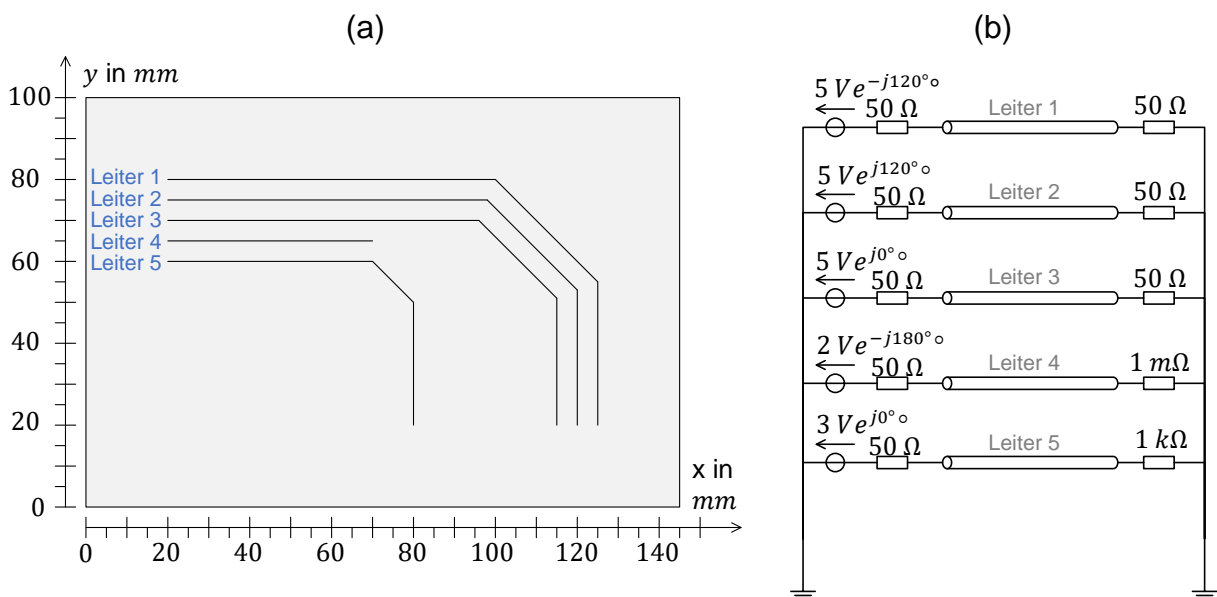 (a)
y in mm
100
80
60
40
20
0
Leiter 1
Leiter 2
Leiter 3
Leiter 4
Leiter 5
x in
mm
0 20 40 60 80 100 120 140
(b)
5 Ve^{-j120°}
50 Ω Leiter 1 50 Ω
5 Ve^{j120°}
50 Ω Leiter 2 50 Ω
5 Ve^{j0°}
50 Ω Leiter 3 50 Ω
2 Ve^{-j180°}
50 Ω Leiter 4 1 mΩ
3 Ve^{j0°}
50 Ω Leiter 5 1 kΩ